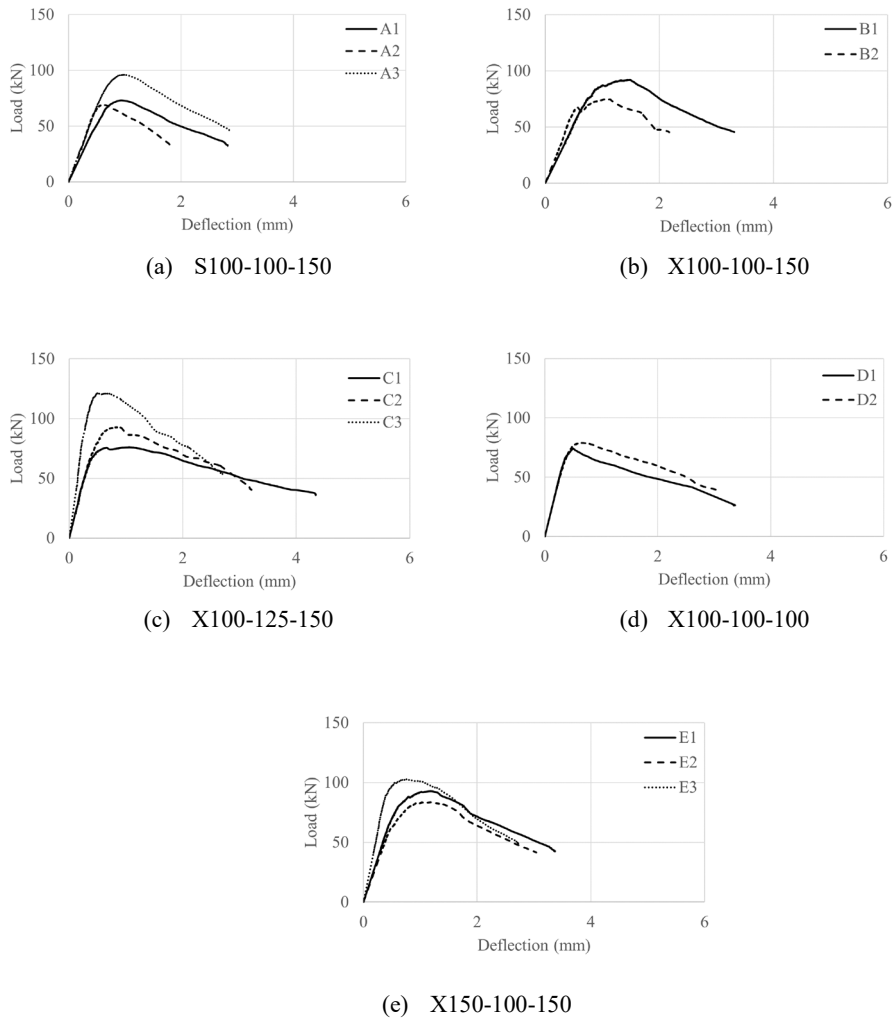 150
100
50
0
Load (kN)
0 2 4 6
Deflection (mm)
A1
A2
A3
(a) S100-100-150
150
100
50
0
Load (kN)
0 2 4 6
Deflection (mm)
B1
B2
(b) X100-100-150
150
100
50
0
Load (kN)
0 2 4 6
Deflection (mm)
C1
C2
C3
(c) X100-125-150
150
100
50
0
Load (kN)
0 2 4 6
Deflection (mm)
D1
D2
(d) X100-100-100
150
100
50
0
Load (kN)
0 2 4 6
Deflection (mm)
E1
E2
E3
(e) X150-100-150